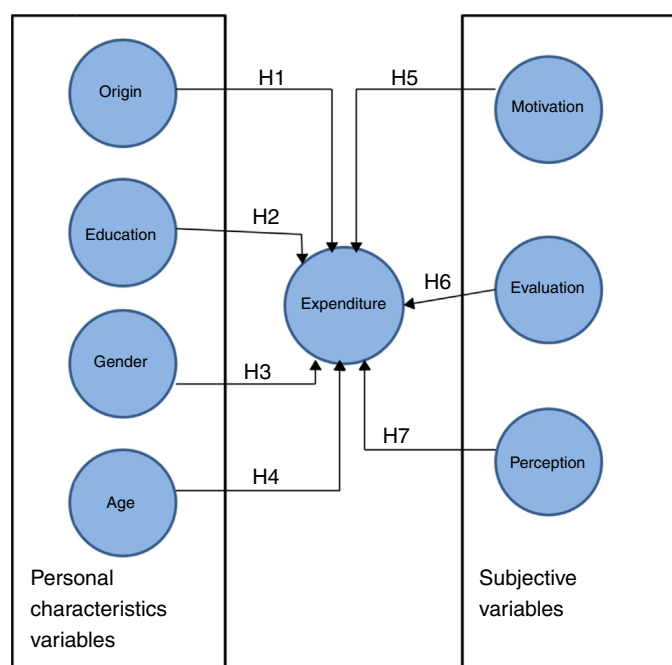 Origin
H1
H5
Motivation
Education
H2
Expenditure
H6
Evaluation
Gender
H3
H7
Perception
Age
H4
Personal
characteristics
variables
Subjective
variables